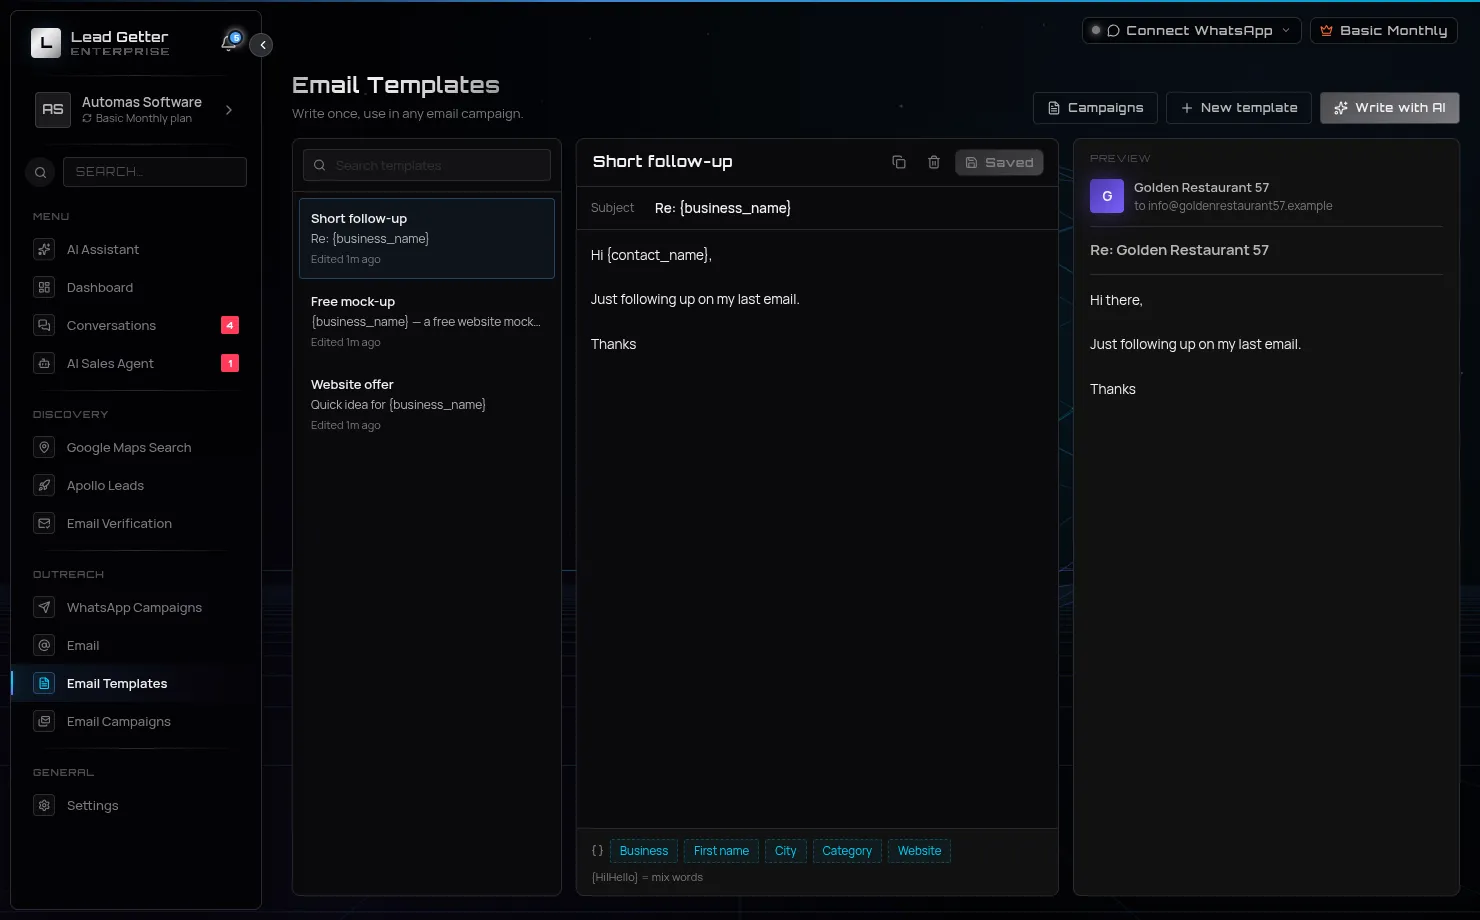 L
Lead Getter
ENTERPRISE
5
AS
Automas Software
Basic Monthly plan
SEARCH...
MENU
AI Assistant
Dashboard
Conversations
4
AI Sales Agent
1
DISCOVERY
Google Maps Search
Apollo Leads
Email Verification
OUTREACH
WhatsApp Campaigns
Email
Email Templates
Email Campaigns
GENERAL
Settings
Connect WhatsApp
Basic Monthly
Email Templates
Write once, use in any email campaign.
Campaigns
New template
Write with AI
Search templates
Short follow-up
Re: {business_name}
Edited 1m ago
Free mock-up
{business_name} — a free website mock...
Edited 1m ago
Website offer
Quick idea for {business_name}
Edited 1m ago
Short follow-up
Saved
Subject
Re: {business_name}
Hi {contact_name},
Just following up on my last email.
Thanks
{ }
Business
First name
City
Category
Website
{Hi|Hello} = mix words
PREVIEW
G
Golden Restaurant 57
to info@goldenrestaurant57.example
Re: Golden Restaurant 57
Hi there,
Just following up on my last email.
Thanks